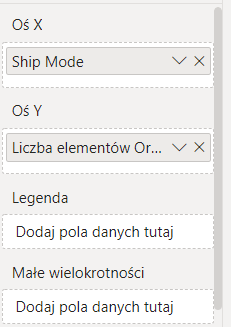 Oś X
Ship Mode
Oś Y
Liczba elementów Or...
Legenda
Dodaj pola danych tutaj
Małe wielokrotności
Dodaj pola danych tutaj